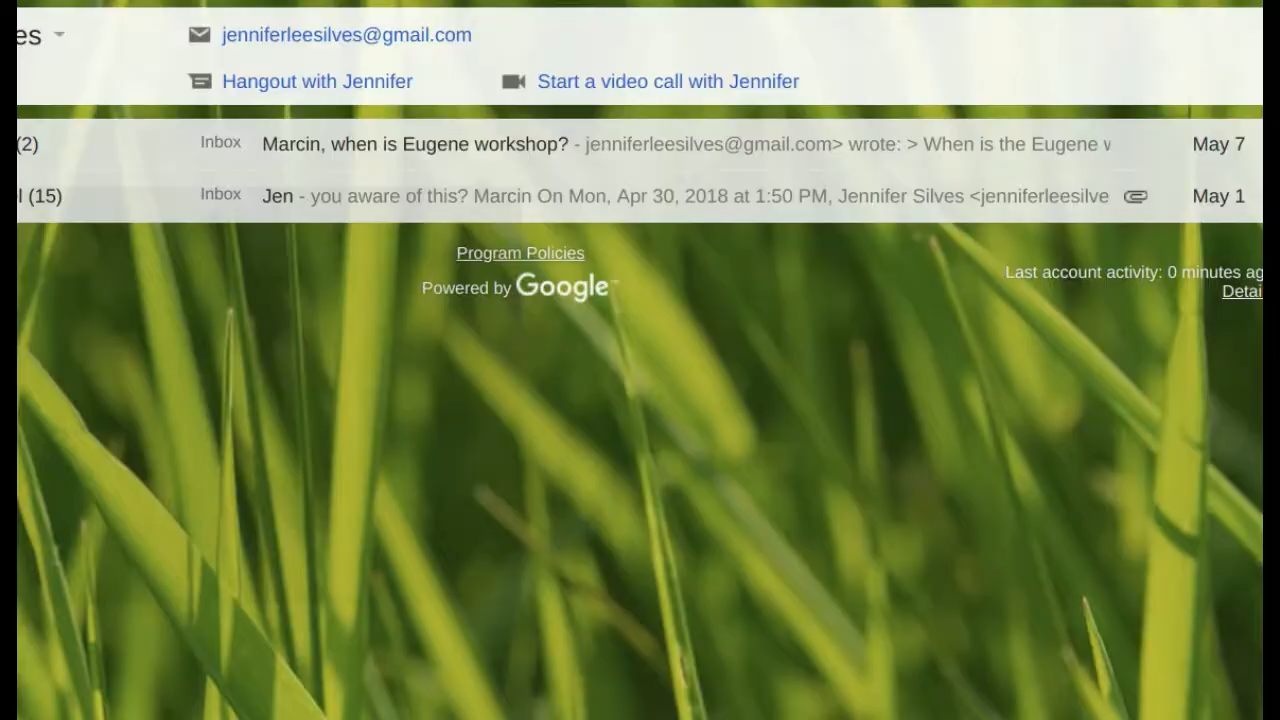 es
jenniferleesilves@gmail.com
Hangout with Jennifer Start a video call with Jennifer
(2) Inbox Marcin, when is Eugene workshop? - jenniferleesilves@gmail.com> wrote: > When is the Eugene w May 7
l (15) Inbox Jen - you aware of this? Marcin On Mon, Apr 30, 2018 at 1:50 PM, Jennifer Silves <jenniferleesilve May 1
Program Policies
Powered by Google
Last account activity: 0 minutes ag
Detai